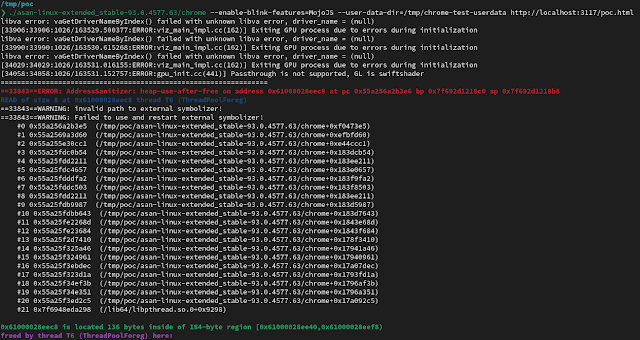 /tmp/poc
❯ ./asan-linux-extended_stable-93.0.4577.63/chrome --enable-blink-features=MojoJS --user-data-dir=/tmp/chrome-test-userdata http://localhost:3117/poc.html
libva error: vaGetDriverNameByIndex() failed with unknown libva error, driver_name = (null)
[33906:33906:1026/163529.500377:ERROR:viz_main_impl.cc(162)] Exiting GPU process due to errors during initialization
libva error: vaGetDriverNameByIndex() failed with unknown libva error, driver_name = (null)
[33990:33990:1026/163530.615268:ERROR:viz_main_impl.cc(162)] Exiting GPU process due to errors during initialization
libva error: vaGetDriverNameByIndex() failed with unknown libva error, driver_name = (null)
[34029:34029:1026/163531.016155:ERROR:viz_main_impl.cc(162)] Exiting GPU process due to errors during initialization
[34058:34058:1026/163531.152757:ERROR:gpu_init.cc(441)] Passthrough is not supported, GL is swiftshader
=================================================================
==33843==ERROR: AddressSanitizer: heap-use-after-free on address 0x61000028eec8 at pc 0x55a256a2b3e6 bp 0x7f692d1216c0 sp 0x7f692d1216b8
READ of size 8 at 0x61000028eec8 thread T6 (ThreadPoolForeg)
==33843==WARNING: invalid path to external symbolizer!
==33843==WARNING: Failed to use and restart external symbolizer!
#0 0x55a256a2b3e5 (/tmp/poc/asan-linux-extended_stable-93.0.4577.63/chrome+0xf0473e5)
#1 0x55a2569a3d60 (/tmp/poc/asan-linux-extended_stable-93.0.4577.63/chrome+0xefbfd60)
#2 0x55a255e30cc1 (/tmp/poc/asan-linux-extended_stable-93.0.4577.63/chrome+0xe44ccc1)
#3 0x55a25fdc0b54 (/tmp/poc/asan-linux-extended_stable-93.0.4577.63/chrome+0x183dcb54)
#4 0x55a25fdd2211 (/tmp/poc/asan-linux-extended_stable-93.0.4577.63/chrome+0x183ee211)
#5 0x55a25fdc4657 (/tmp/poc/asan-linux-extended_stable-93.0.4577.63/chrome+0x183e0657)
#6 0x55a25fdddfa2 (/tmp/poc/asan-linux-extended_stable-93.0.4577.63/chrome+0x183f9fa2)
#7 0x55a25fddc503 (/tmp/poc/asan-linux-extended_stable-93.0.4577.63/chrome+0x183f8503)
#8 0x55a25fdd2211 (/tmp/poc/asan-linux-extended_stable-93.0.4577.63/chrome+0x183ee211)
#9 0x55a25fdb9987 (/tmp/poc/asan-linux-extended_stable-93.0.4577.63/chrome+0x183d5987)
#10 0x55a25fdbb643 (/tmp/poc/asan-linux-extended_stable-93.0.4577.63/chrome+0x183d7643)
#11 0x55a25fe2268d (/tmp/poc/asan-linux-extended_stable-93.0.4577.63/chrome+0x1843e68d)
#12 0x55a25fe23684 (/tmp/poc/asan-linux-extended_stable-93.0.4577.63/chrome+0x1843f684)
#13 0x55a25f2d7410 (/tmp/poc/asan-linux-extended_stable-93.0.4577.63/chrome+0x178f3410)
#14 0x55a25f325a46 (/tmp/poc/asan-linux-extended_stable-93.0.4577.63/chrome+0x17941a46)
#15 0x55a25f324961 (/tmp/poc/asan-linux-extended_stable-93.0.4577.63/chrome+0x17940961)
#16 0x55a25f3ebdec (/tmp/poc/asan-linux-extended_stable-93.0.4577.63/chrome+0x17a07dec)
#17 0x55a25f323d1a (/tmp/poc/asan-linux-extended_stable-93.0.4577.63/chrome+0x1793fd1a)
#18 0x55a25f34ef3b (/tmp/poc/asan-linux-extended_stable-93.0.4577.63/chrome+0x1796af3b)
#19 0x55a25f34e351 (/tmp/poc/asan-linux-extended_stable-93.0.4577.63/chrome+0x1796a351)
#20 0x55a25f3ed2c5 (/tmp/poc/asan-linux-extended_stable-93.0.4577.63/chrome+0x17a092c5)
#21 0x7f6948eda298 (/lib64/libpthread.so.0+0x9298)
0x61000028eec8 is located 136 bytes inside of 184-byte region [0x61000028ee40,0x61000028eef8)
freed by thread T6 (ThreadPoolForeg) here: